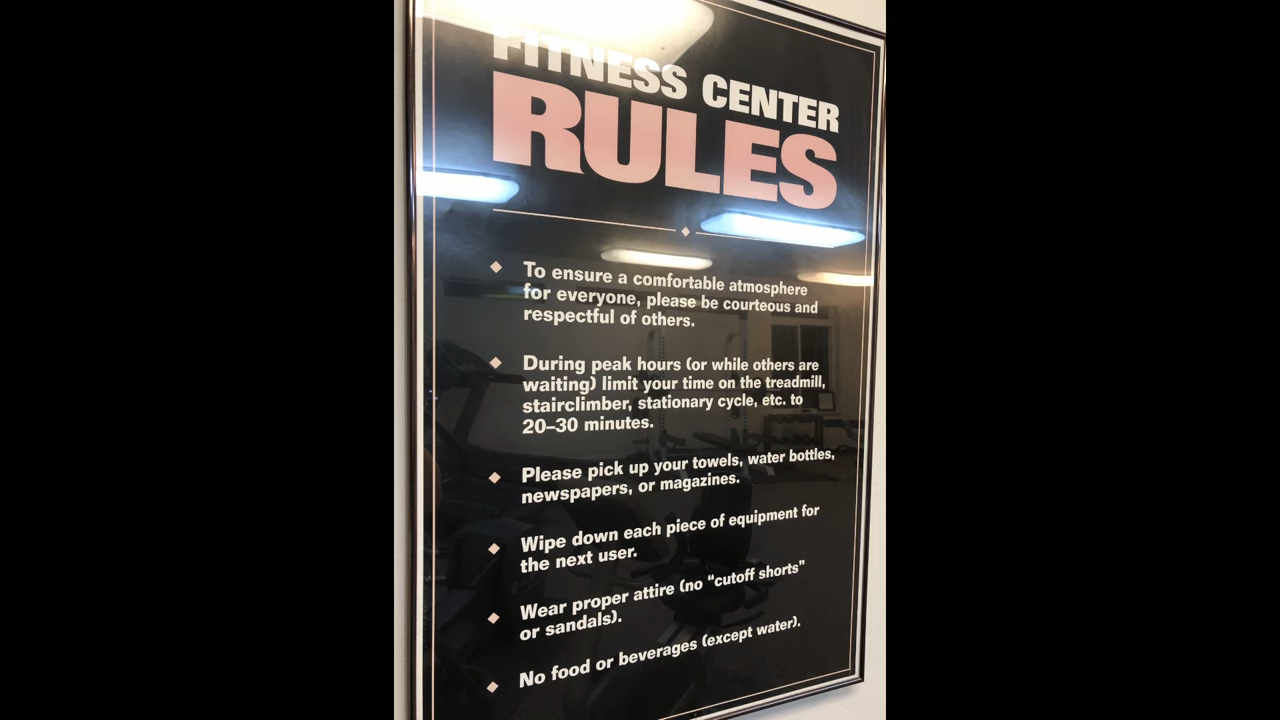 FITNESS CENTER
RULES
To ensure a comfortable atmosphere
for everyone, please be courteous and
respectful of others.
During peak hours (or while others are
waiting) limit your time on the treadmill,
stairclimber, stationary cycle, etc. to
20–30 minutes.
Please pick up your towels, water bottles,
newspapers, or magazines.
Wipe down each piece of equipment for
the next user.
Wear proper attire (no "cutoff shorts"
or sandals).
No food or beverages (except water).